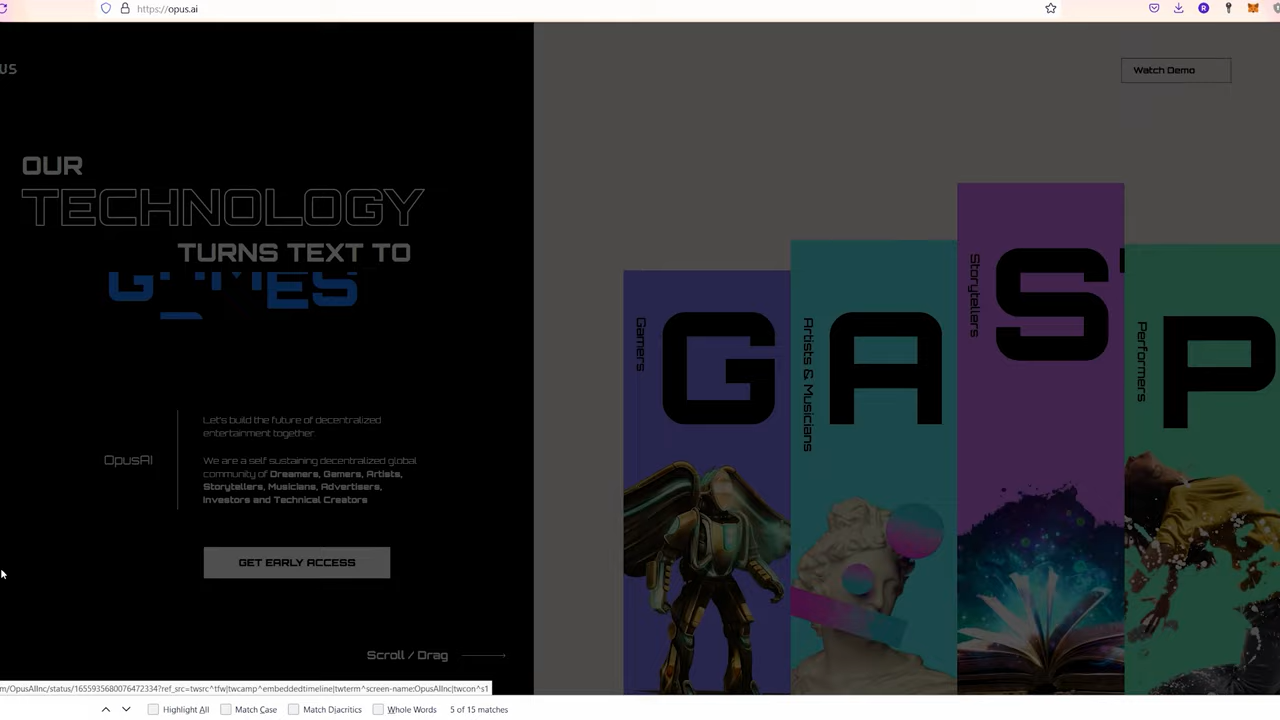 https://opus.ai
US
Watch Demo
OUR
TECHNOLOGY
TURNS TEXT TO
GAMES
Let's build the future of decentralized
entertainment together.
OpusAI
We are a self sustaining decentralized global
community of Dreamers, Gamers, Artists,
Storytellers, Musicians, Advertisers,
Investors and Technical Creators
GET EARLY ACCESS
Scroll / Drag
Gamers
G
Artists & Musicians
A
Storytellers
S
Performers
P
m/OpusAIInc/status/1655935680076472334?ref_src=twsrc^tfw|twcamp^embeddedtimeline|twterm^screen-name:OpusAIInc|twcon^s1
Highlight All
Match Case
Match Diacritics
Whole Words
5 of 15 matches